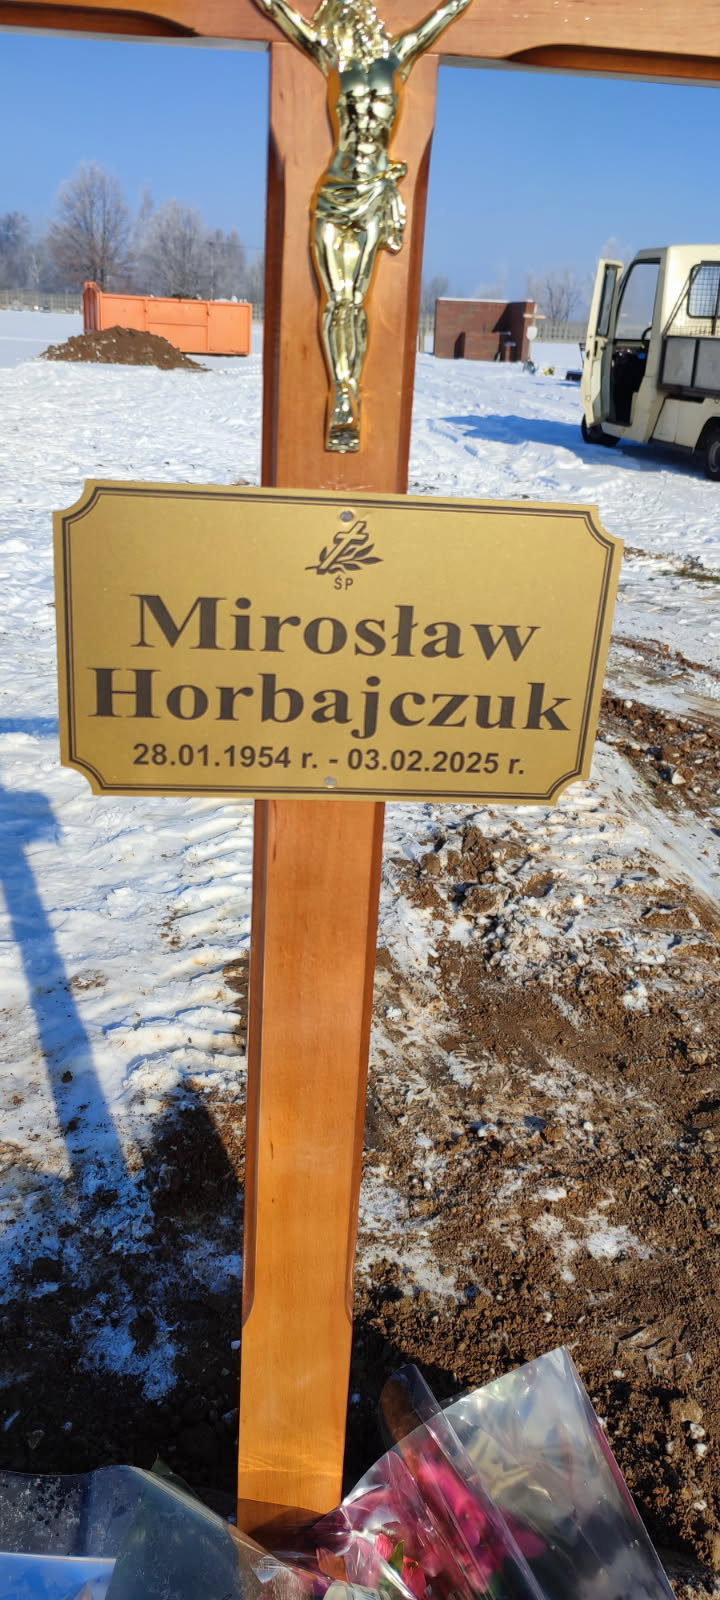 ŚP
Mirosław
Horbajczuk
28.01.1954 r. - 03.02.2025 r.